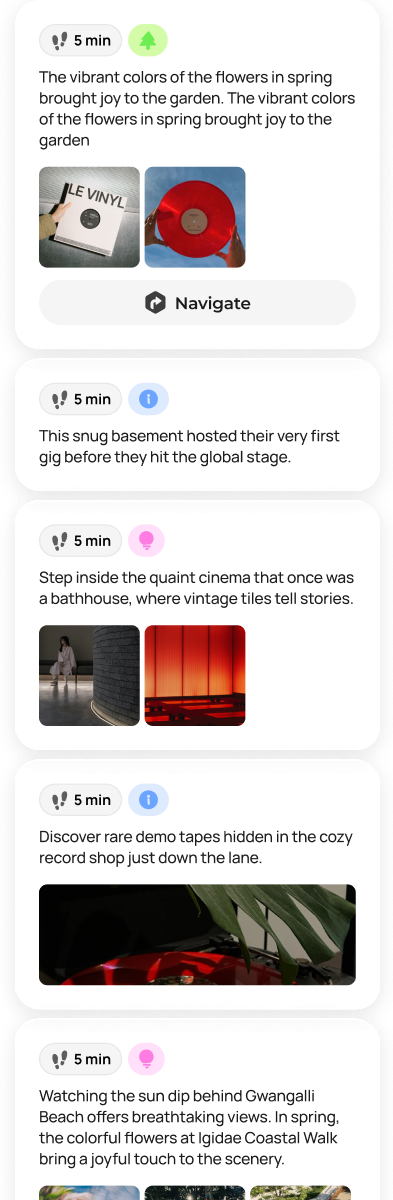 5 min
The vibrant colors of the flowers in spring
brought joy to the garden. The vibrant colors
of the flowers in spring brought joy to the
garden
LE VINYL
Navigate
5 min
This snug basement hosted their very first
gig before they hit the global stage.
5 min
Step inside the quaint cinema that once was
a bathhouse, where vintage tiles tell stories.
5 min
Discover rare demo tapes hidden in the cozy
record shop just down the lane.
5 min
Watching the sun dip behind Gwangalli
Beach offers breathtaking views. In spring,
the colorful flowers at Igidae Coastal Walk
bring a joyful touch to the scenery.